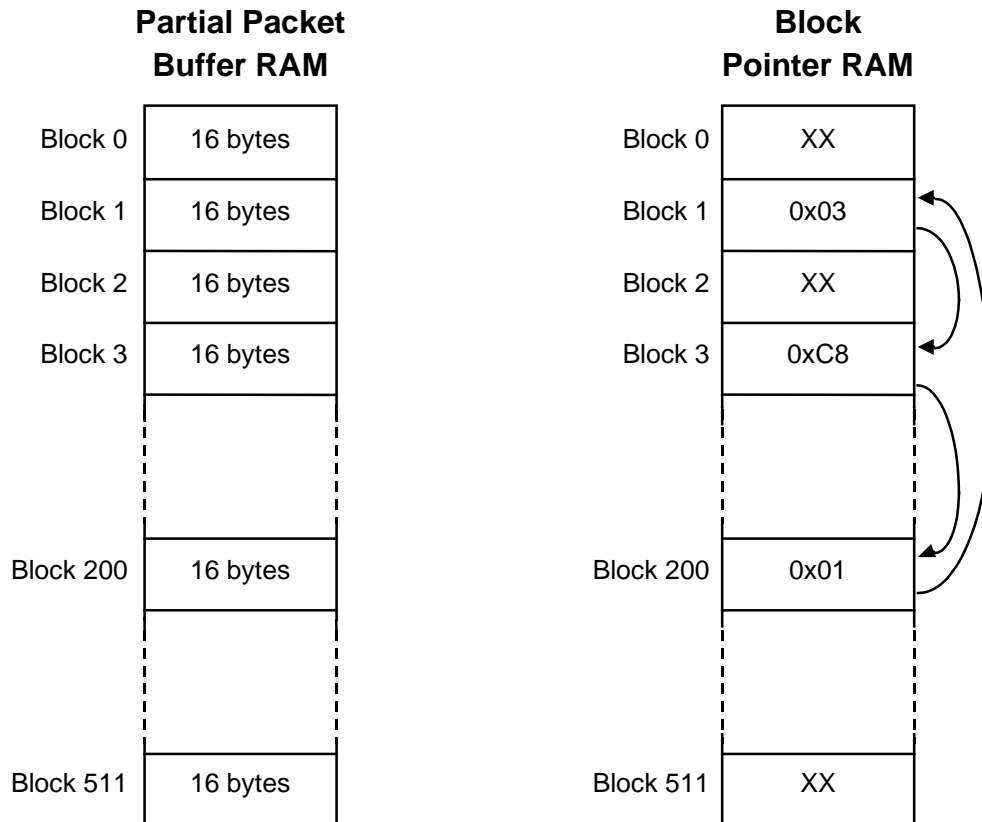 Partial Packet
Buffer RAM
Block 0 16 bytes
Block 1 16 bytes
Block 2 16 bytes
Block 3 16 bytes
Block 200 16 bytes
Block 511 16 bytes
Block
Pointer RAM
Block 0 XX
Block 1 0x03
Block 2 XX
Block 3 0xC8
Block 200 0x01
Block 511 XX